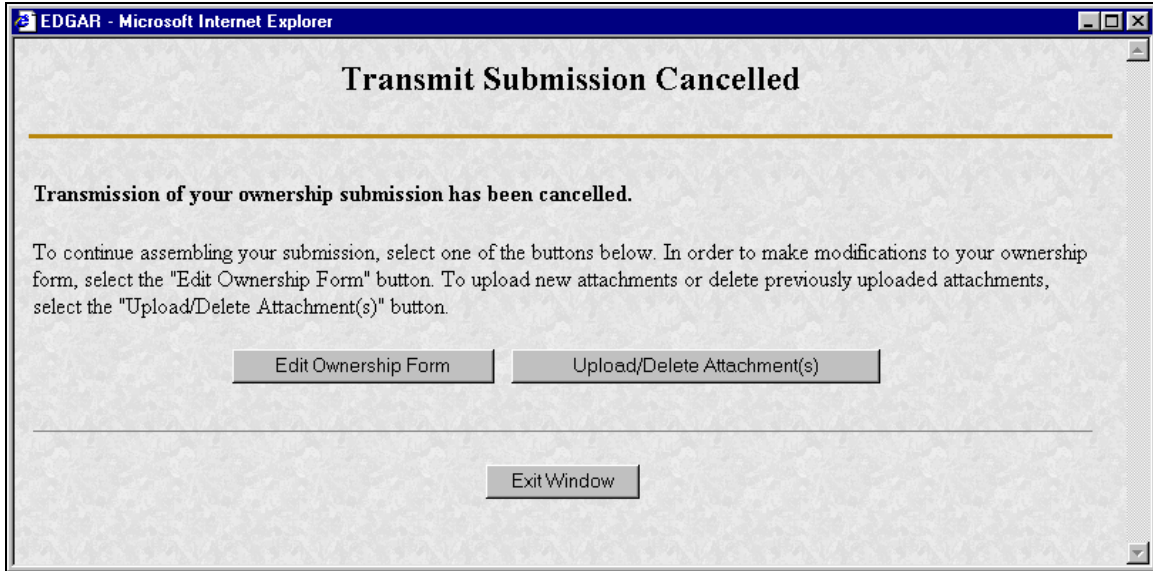 EDGAR - Microsoft Internet Explorer
Transmit Submission Cancelled
Transmission of your ownership submission has been cancelled.
To continue assembling your submission, select one of the buttons below. In order to make modifications to your ownership
form, select the "Edit Ownership Form" button. To upload new attachments or delete previously uploaded attachments,
select the "Upload/Delete Attachment(s)" button.
Edit Ownership Form Upload/Delete Attachment(s)
Exit Window